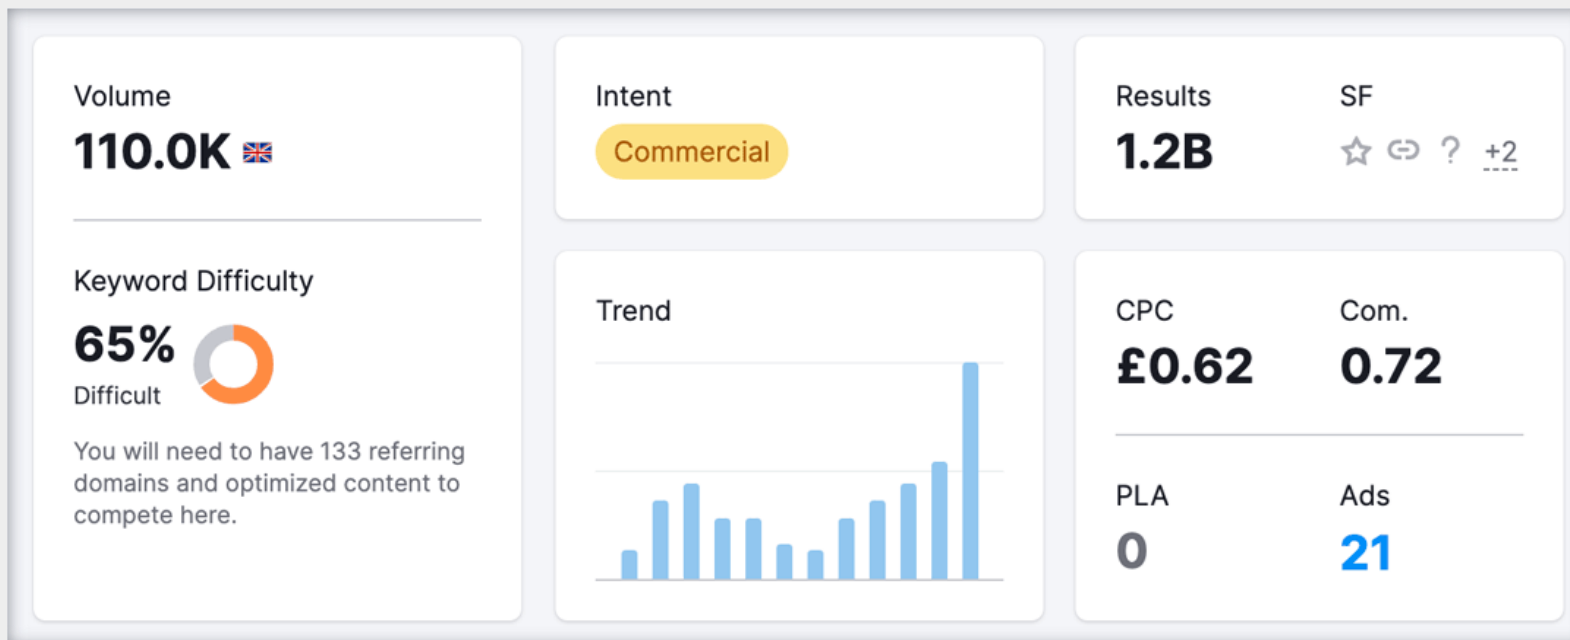 Volume
110.0K
Keyword Difficulty
65%
Difficult
You will need to have 133 referring
domains and optimized content to
compete here.
Intent
Commercial
Trend
Results
1.2B
SF
?
+2
CPC
£0.62
Com.
0.72
PLA
0
Ads
21